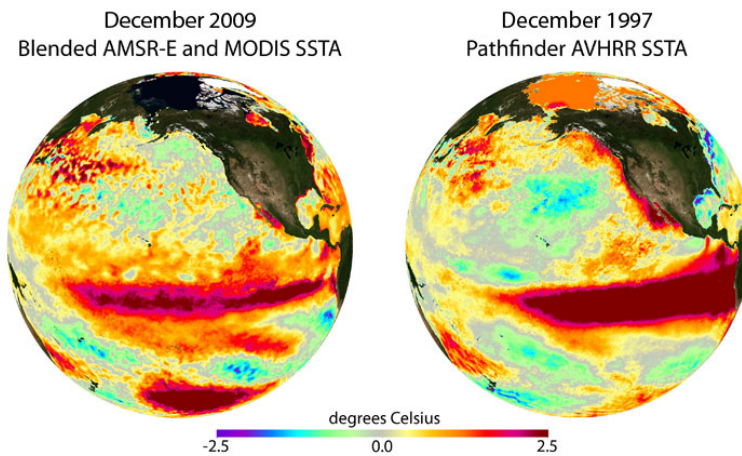 December 2009
Blended AMSR-E and MODIS SSTA
December 1997
Pathfinder AVHRR SSTA
degrees Celsius
-2.5 0.0 2.5